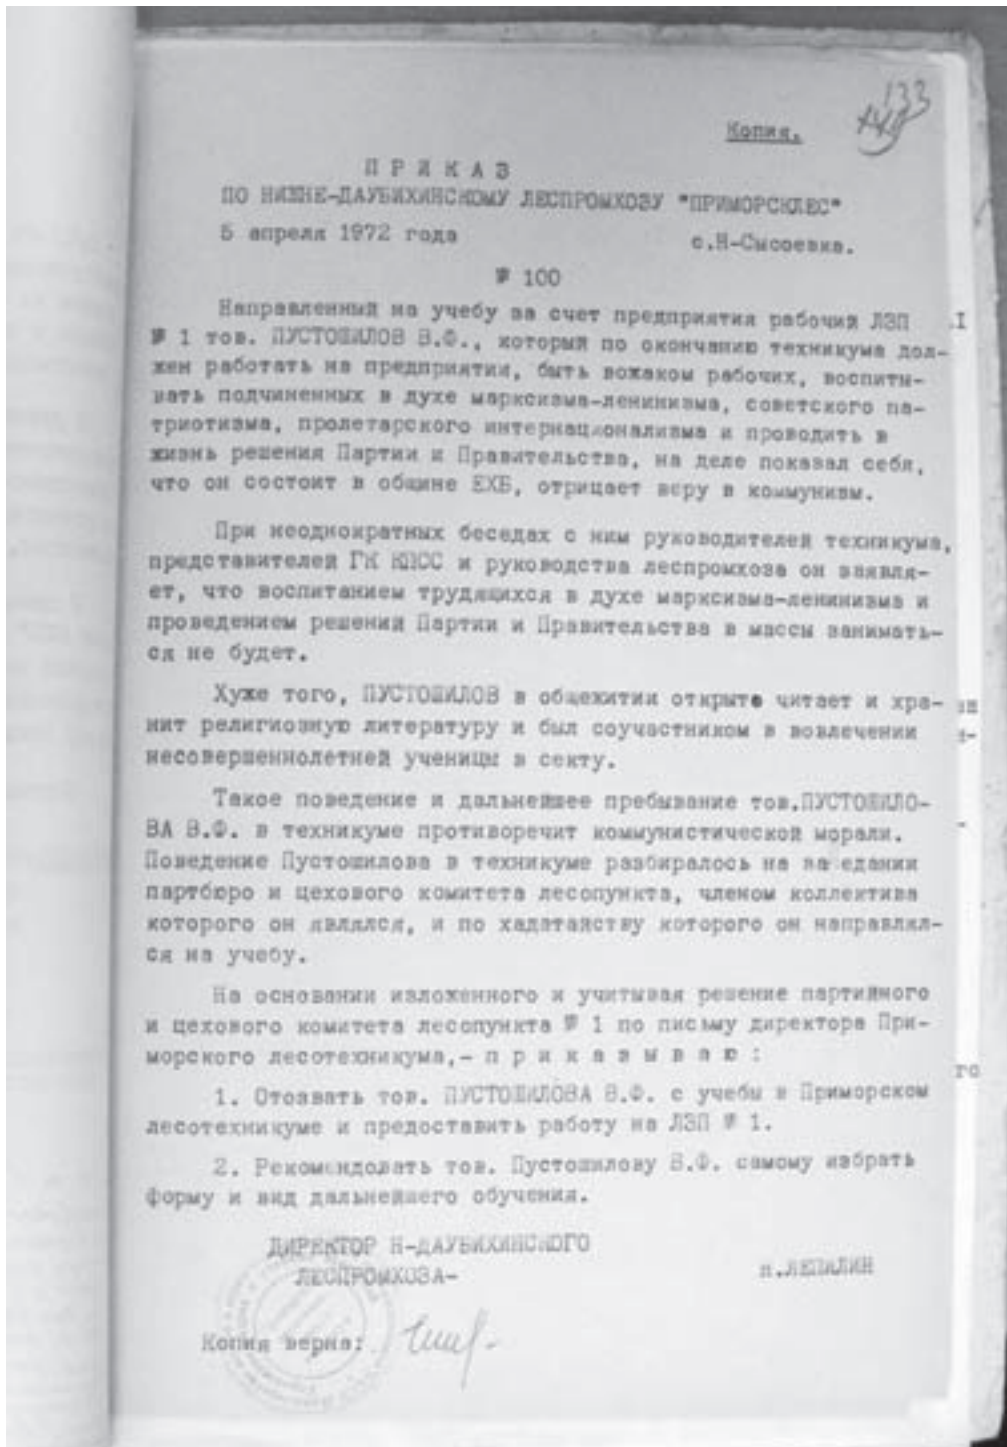 133
Копия.
П Р И К А З
ПО НИЖНЕ-ДАУБИХИНСКОМУ ЛЕСПРОМХОЗУ "ПРИМОРСКЛЕС"
5 апреля 1972 года с.Н-Сысоевка.
№ 100
Направленный на учебу за счет предприятия рабочий ЛЗП
№ 1 тов. ПУСТОШИЛОВ В.Ф., который по окончанию техникума дол-
жен работать на предприятии, быть вожаком рабочих, воспиты-
вать подчиненных в духе марксизма-ленинизма, советского па-
триотизма, пролетарского интернационализма и проводить в
жизнь решения Партии и Правительства, на деле показал себя,
что он состоит в общине ЕХБ, отрицает веру в коммунизм.
При неоднократных беседах с ним руководителей техникума,
представителей ГК КПСС и руководства леспромхоза он заявля-
ет, что воспитанием трудящихся в духе марксизма-ленинизма и
проведением решений Партии и Правительства в массы занимать-
ся не будет.
Хуже того, ПУСТОШИЛОВ в общежитии открыто читает и хра-
нит религиозную литературу и был соучастником в вовлечении
несовершеннолетней ученицы в секту.
Такое поведение и дальнейшее пребывание тов.ПУСТОШИЛО-
ВА В.Ф. в техникуме противоречит коммунистической морали.
Поведение Пустошилова в техникуме разбиралось на за едании
партбюро и цехового комитета лесопункта, членом коллектива
которого он являлся, и по хадатайству которого он направлял-
ся на учебу.
На основании изложенного и учитывая решение партийного
и цехового комитета лесопункта № 1 по письму директора При-
морского лесотехникума,- п р и к а з ы в а ю :
1. Отозвать тов. ПУСТОШИЛОВА В.Ф. с учебы в Приморском
лесотехникуме и предоставить работу на ЛЗП № 1.
2. Рекомендовать тов. Пустошилову В.Ф. самому избрать
форму и вид дальнейшего обучения.
ДИРЕКТОР Н-ДАУБИХИНСКОГО
ЛЕСПРОМХОЗА- п.ЛЕПАЛИН
Копия верна: